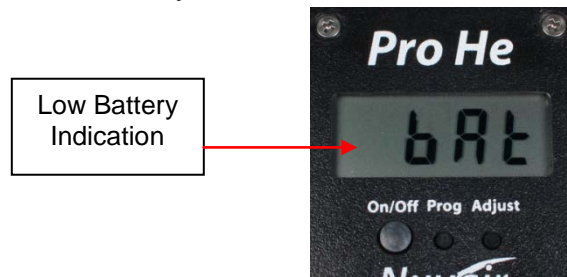 Low Battery
Indication
Pro He
bAt
On/Off Prog Adjust